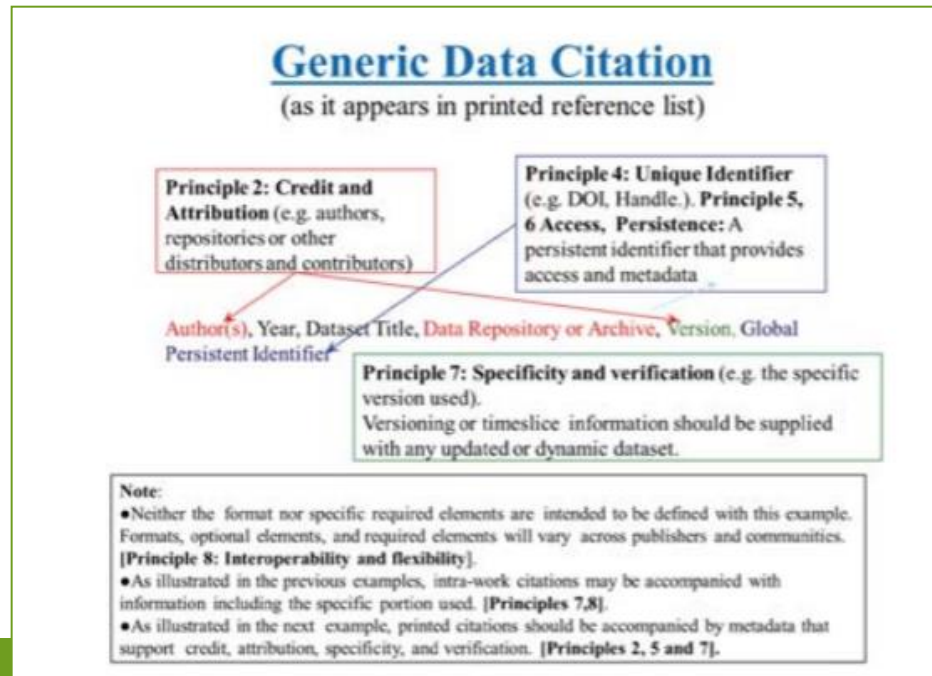 Generic Data Citation
(as it appears in printed reference list)
Principle 2: Credit and
Attribution (e.g. authors,
repositories or other
distributors and contributors)
Principle 4: Unique Identifier
(e.g. DOI, Handle.). Principle 5,
6 Access, Persistence: A
persistent identifier that provides
access and metadata
Author(s), Year, Dataset Title, Data Repository or Archive, Version, Global
Persistent Identifier
Principle 7: Specificity and verification (e.g. the specific
version used).
Versioning or timeslice information should be supplied
with any updated or dynamic dataset.
Note:
●Neither the format nor specific required elements are intended to be defined with this example.
Formats, optional elements, and required elements will vary across publishers and communities.
[Principle 8: Interoperability and flexibility].
●As illustrated in the previous examples, intra-work citations may be accompanied with
information including the specific portion used. [Principles 7,8].
●As illustrated in the next example, printed citations should be accompanied by metadata that
support credit, attribution, specificity, and verification. [Principles 2, 5 and 7].